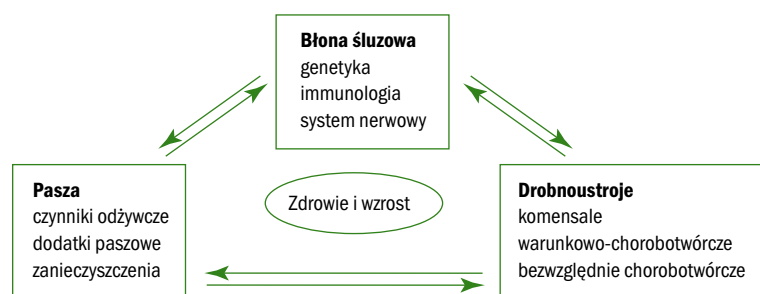 Błona śluzowa
genetyka
immunologia
system nerwowy
Pasza
czynniki odżywcze
dodatki paszowe
zanieczyszczenia
Zdrowie i wzrost
Drobnoustroje
komensale
warunkowo-chorobotwórcze
bezwzględnie chorobotwórcze